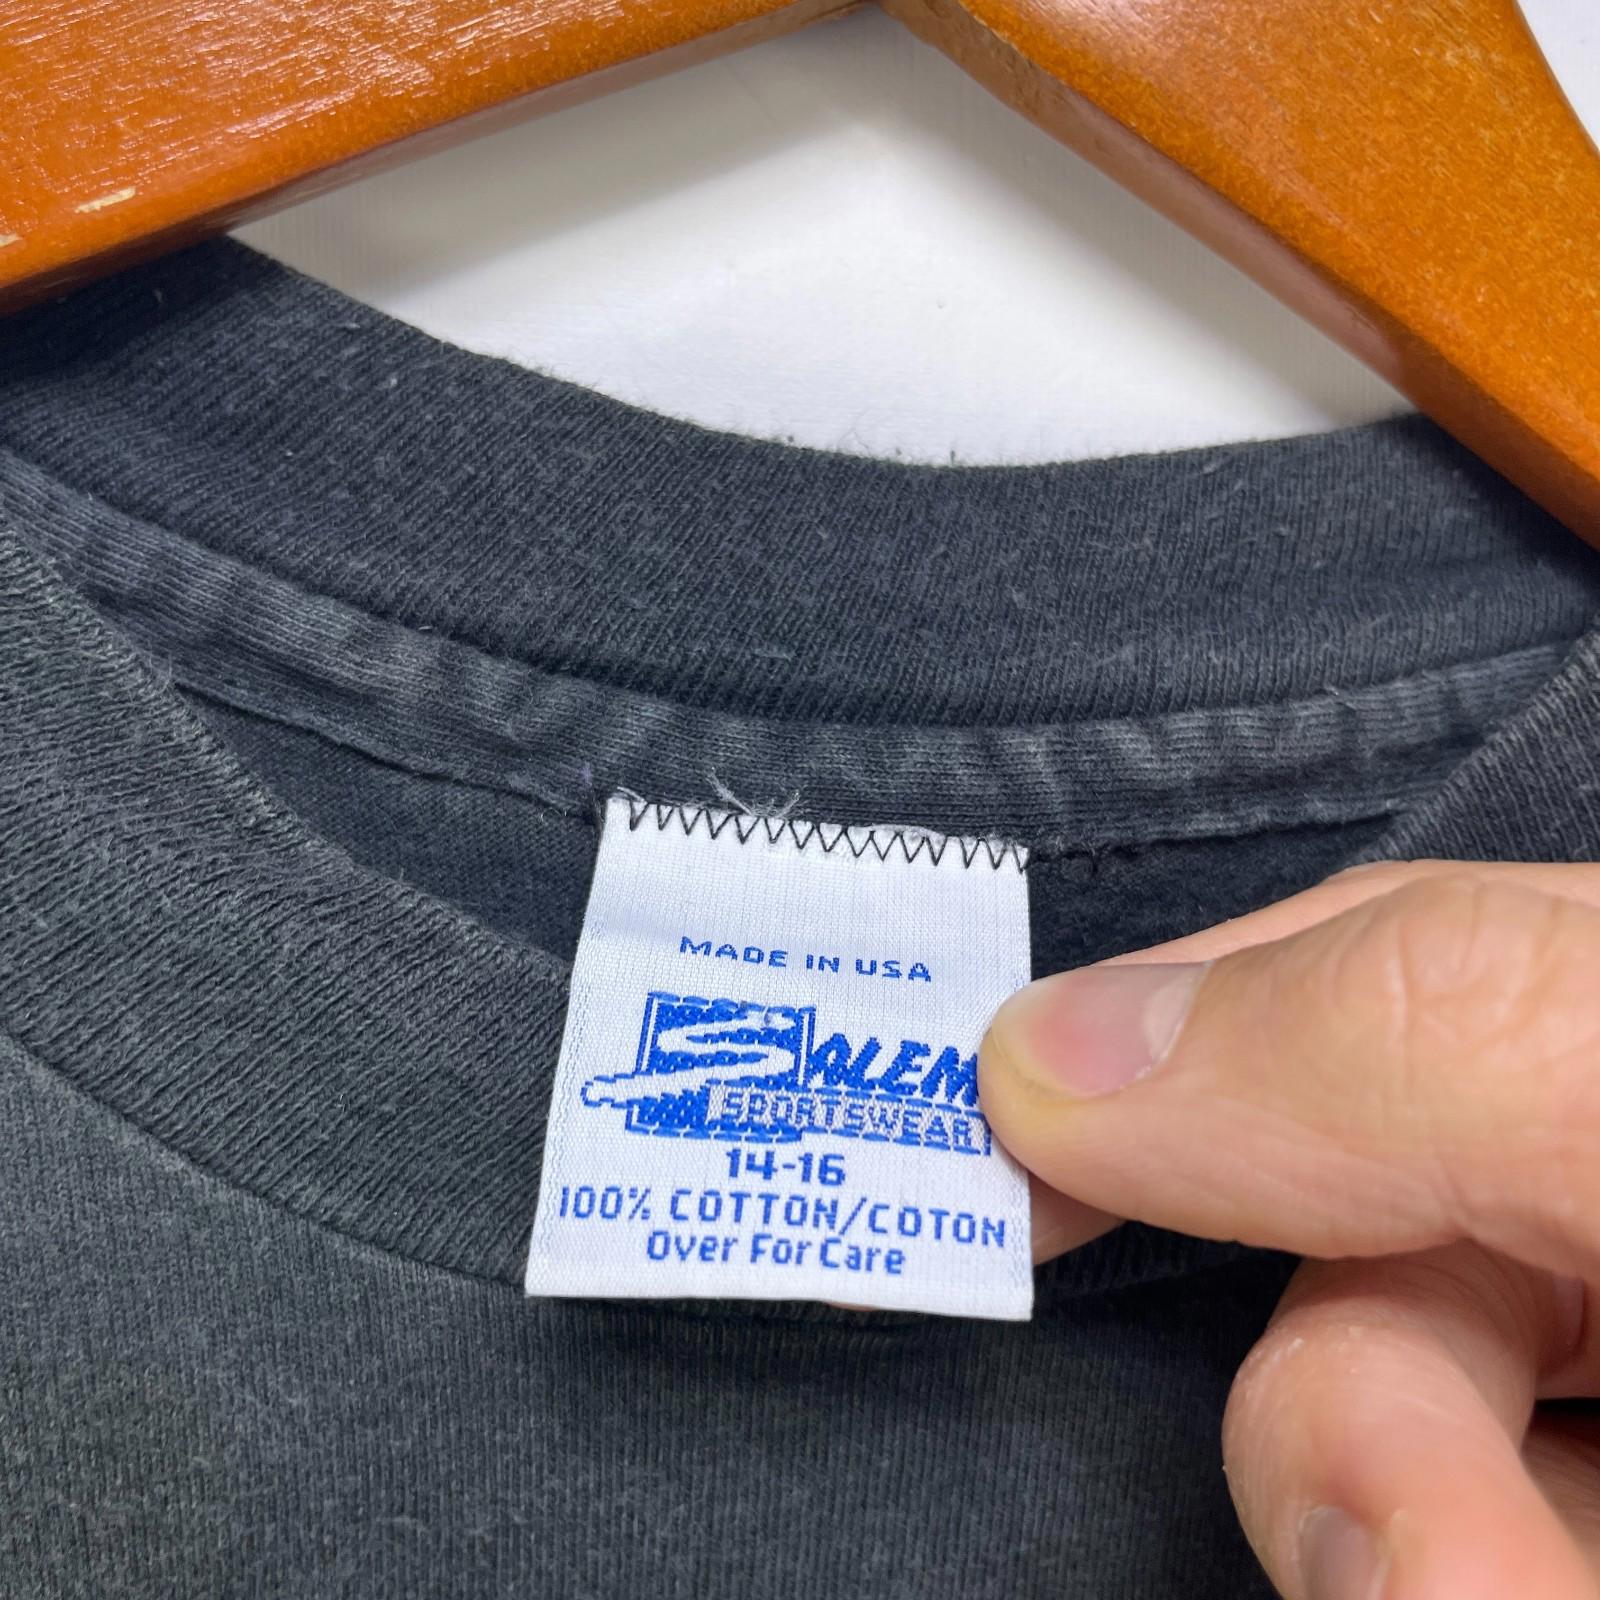 MADE IN USA
SALEM
SPORTSWEAR
14-16
100% COTTON/COTON
Over For Care